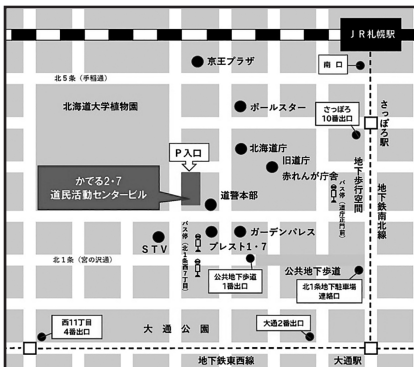 JR札幌駅
京王プラザ
南口
北5条(手稲通)
北海道大学植物園
ポールスター
さっぽろ
10番出口
さっぽろ駅
P入口
北海道庁
旧道庁
赤れんが庁舎
地下歩行空間
地下鉄南北線
バス停(道庁正門前)
かでる2・7
道民活動センタービル
道警本部
バス停(北1条西7丁目)
STV
ガーデンパレス
プレスト1・7
北1条(宮の沢通)
公共地下歩道
公共地下歩道
1番出口
北1条地下駐車場
連絡口
西11丁目
4番出口
大通公園
大通2番出口
地下鉄東西線
大通駅